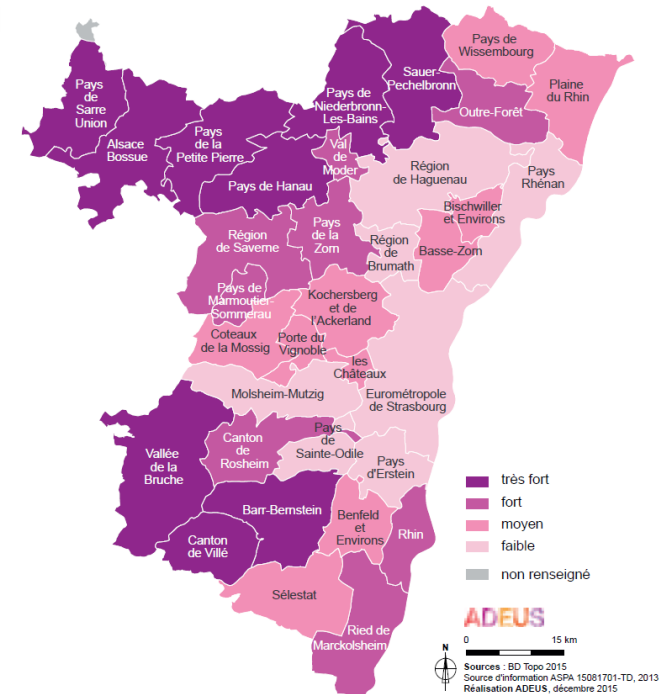 Pays de
Wissembourg
Sauer-
Pechelbronn
Plaine
du Rhin
Pays
de
Sarre
Union
Pays de
Niederbronn-
Les-Bains
Outre-Forêt
Alsace
Bossue
Pays
de la
Petite Pierre
Val
de
Moder
Région
de Haguenau
Pays
Rhénan
Pays de Hanau
Bischwiller
et Environs
Région
de Saverne
Pays
de la
Zorn
Région
de
Brumath
Basse-Zorn
Pays de
Marmoutier-
Sommerau
Kochersberg
et de
l'Ackerland
Coteaux
de la Mossig
Porte du
Vignoble
les
Châteaux
Molsheim-Mutzig
Eurométropole
de Strasbourg
Pays
de
Sainte-Odile
Canton
de
Rosheim
Vallée
de la
Bruche
Pays
d'Erstein
Barr-Bernstein
Benfeld
et
Environs
Rhin
Canton
de Villé
Sélestat
Ried de
Marckolsheim
très fort
fort
moyen
faible
non renseigné
ADEUS
0 15 km
N
Sources : BD Topo 2015
Source d'information ASPA 15081701-TD, 2013
Réalisation ADEUS, décembre 2015